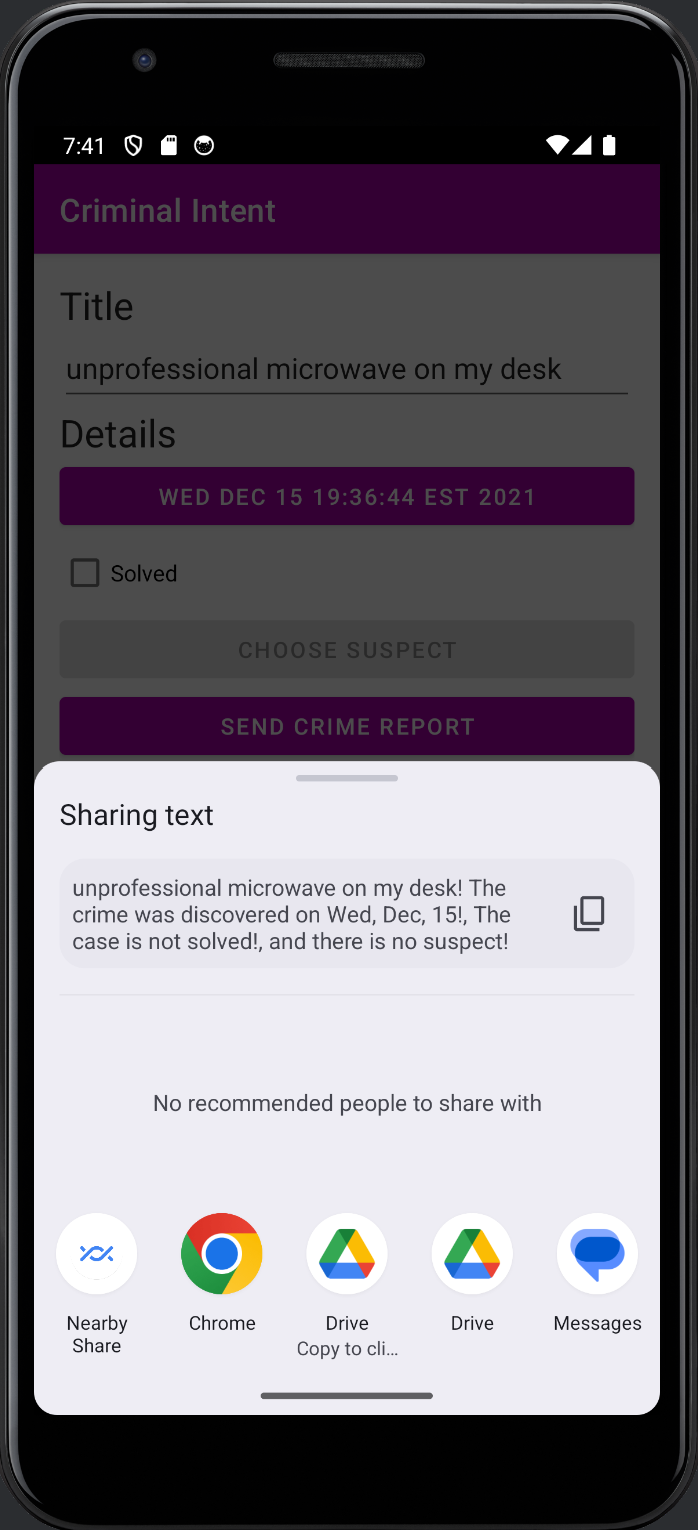 7:41
Criminal Intent
Title
unprofessional microwave on my desk
Details
WED DEC 15 19:36:44 EST 2021
Solved
CHOOSE SUSPECT
SEND CRIME REPORT
Sharing text
unprofessional microwave on my desk! The
crime was discovered on Wed, Dec, 15!, The
case is not solved!, and there is no suspect!
No recommended people to share with
Nearby
Share
Chrome
Drive
Copy to cli...
Drive
Messages